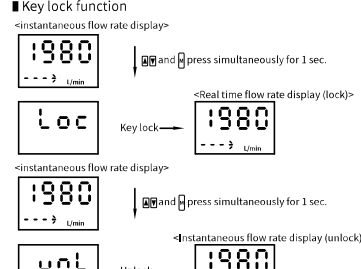 ■ Key lock function
<instantaneous flow rate display>
1980
L/min
▲▼ and M press simultaneously for 1 sec.
<Real time flow rate display (lock)>
Loc
Key lock
1980
L/min
<instantaneous flow rate display>
1980
L/min
▲▼ and M press simultaneously for 1 sec.
<Instantaneous flow rate display (unlock)
unL
1980